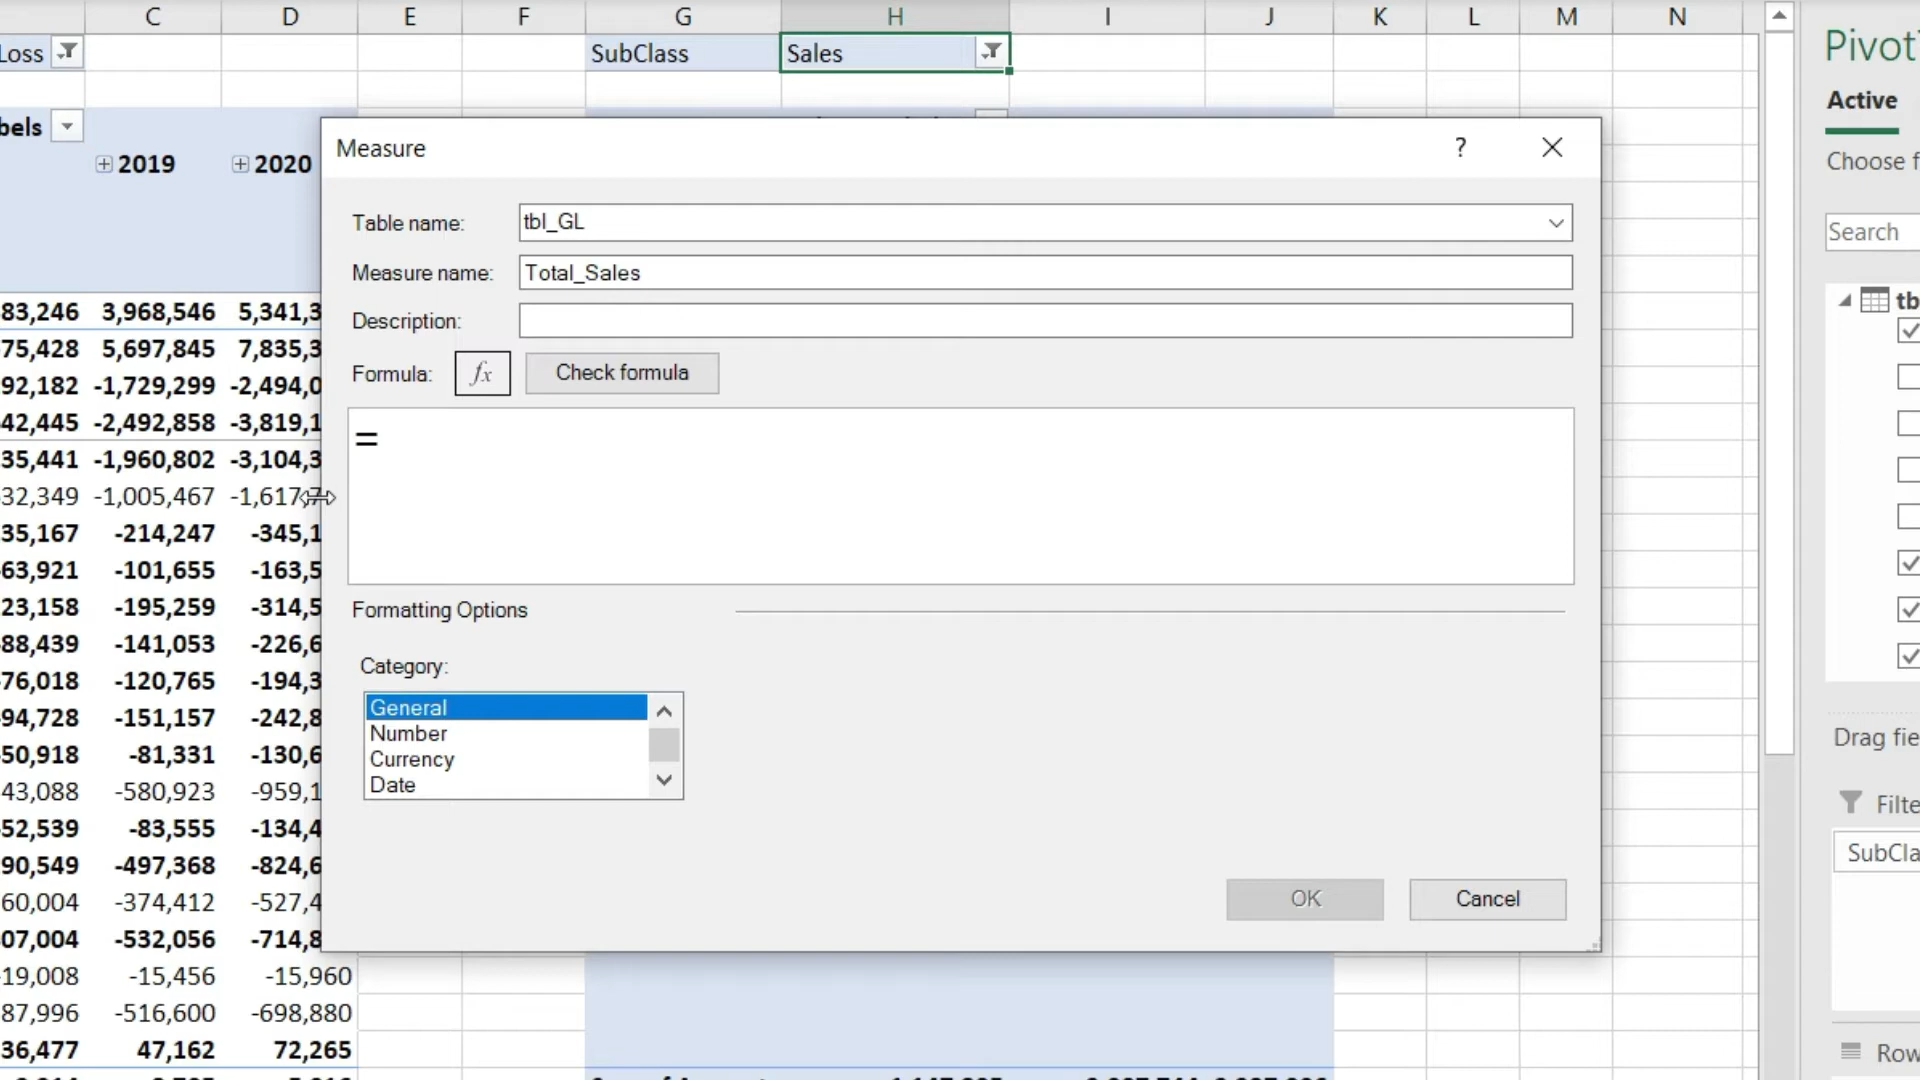 C D E F G H I J K L M N
Loss SubClass Sales
bels
2019 2020
Measure ?
Table name: tbl_GL
Measure name: Total_Sales
Description:
Formula: fx Check formula
=
Formatting Options
Category:
General
Number
Currency
Date
OK Cancel
83,246 3,968,546 5,341,3
75,428 5,697,845 7,835,3
92,182 -1,729,299 -2,494,0
42,445 -2,492,858 -3,819,1
35,441 -1,960,802 -3,104,3
32,349 -1,005,467 -1,617,7
35,167 -214,247 -345,1
63,921 -101,655 -163,5
23,158 -195,259 -314,5
88,439 -141,053 -226,6
76,018 -120,765 -194,3
94,728 -151,157 -242,8
50,918 -81,331 -130,6
43,088 -580,923 -959,1
52,539 -83,555 -134,4
90,549 -497,368 -824,6
60,004 -374,412 -527,4
07,004 -532,056 -714,8
19,008 -15,456 -15,960
87,996 -516,600 -698,880
36,477 47,162 72,265
Pivot
Active
Choose f
Search
tb
Drag fie
Filte
SubCla
Row